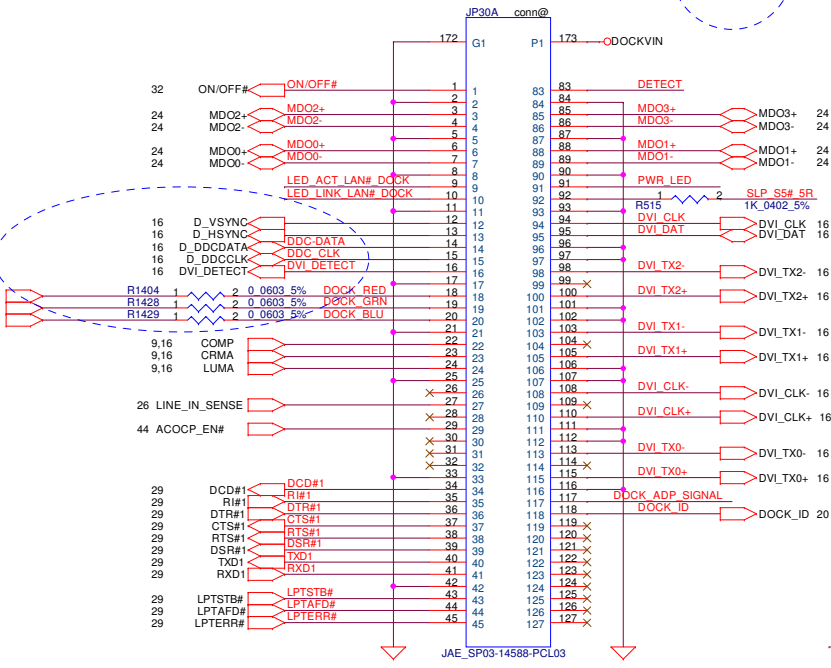 JP30A conn@
172 G1 P1 173 DOCKVIN
32 ON/OFF# ON/OFF# 1 1 83 83 DETECT
2 2 84 84
24 MDO2+ MDO2+ 3 3 85 85 MDO3+ MDO3+ 24
24 MDO2- MDO2- 4 4 86 86 MDO3- MDO3- 24
5 5 87 87
24 MDO0+ MDO0+ 6 6 88 88 MDO1+ MDO1+ 24
24 MDO0- MDO0- 7 7 89 89 MDO1- MDO1- 24
8 8 90 90
LED_ACT_LAN#_DOCK 9 9 91 91 PWR_LED
LED_LINK_LAN#_DOCK 10 10 92 92 R515 1 2 SLP_S5#_5R
1K_0402_5%
11 11 93 93
16 D_VSYNC 12 12 94 94 DVI_CLK DVI_CLK 16
16 D_HSYNC 13 13 95 95 DVI_DAT DVI_DAT 16
16 D_DDCDATA DDC-DATA 14 14 96 96
16 D_DDCCLK DDC_CLK 15 15 97 97
16 DVI_DETECT DVI_DETECT 16 16 98 98 DVI_TX2- DVI_TX2- 16
17 17 99 99
R1404 1 2 0_0603_5% DOCK_RED 18 18 100 100 DVI_TX2+ DVI_TX2+ 16
R1428 1 2 0_0603_5% DOCK_GRN 19 19 101 101
R1429 1 2 0_0603_5% DOCK_BLU 20 20 102 102
21 21 103 103 DVI_TX1- DVI_TX1- 16
9,16 COMP 22 22 104 104
9,16 CRMA 23 23 105 105 DVI_TX1+ DVI_TX1+ 16
9,16 LUMA 24 24 106 106
25 25 107 107
26 26 108 108 DVI_CLK- DVI_CLK- 16
26 LINE_IN_SENSE 27 27 109 109
28 28 110 110 DVI_CLK+ DVI_CLK+ 16
44 ACOCP_EN# 29 29 111 111
30 30 112 112
31 31 113 113 DVI_TX0- DVI_TX0- 16
32 32 114 114
33 33 115 115 DVI_TX0+ DVI_TX0+ 16
29 DCD#1 DCD#1 34 34 116 116
29 RI#1 RI#1 35 35 117 117 DOCK_ADP_SIGNAL
29 DTR#1 DTR#1 36 36 118 118 DOCK_ID DOCK_ID 20
29 CTS#1 CTS#1 37 37 119 119
29 RTS#1 RTS#1 38 38 120 120
29 DSR#1 DSR#1 39 39 121 121
29 TXD1 TXD1 40 40 122 122
29 RXD1 RXD1 41 41 123 123
42 42 124 124
29 LPTSTB# LPTSTB# 43 43 125 125
29 LPTAFD# LPTAFD# 44 44 126 126
29 LPTERR# LPTERR# 45 45 127 127
JAE_SP03-14588-PCL03